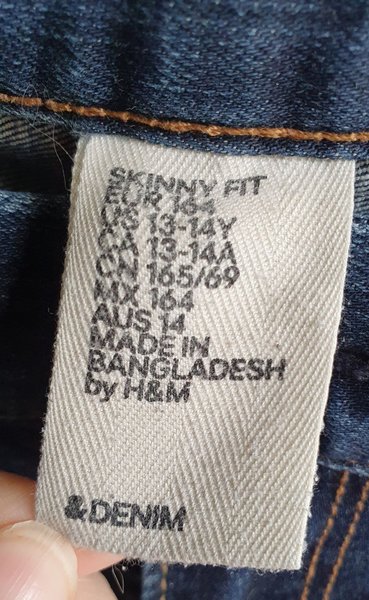 SKINNY FIT
EUR 164
US 13-14Y
CA 13-14A
CN 165/69
MX 164
AUS 14
MADE IN
BANGLADESH
by H&M
&DENIM